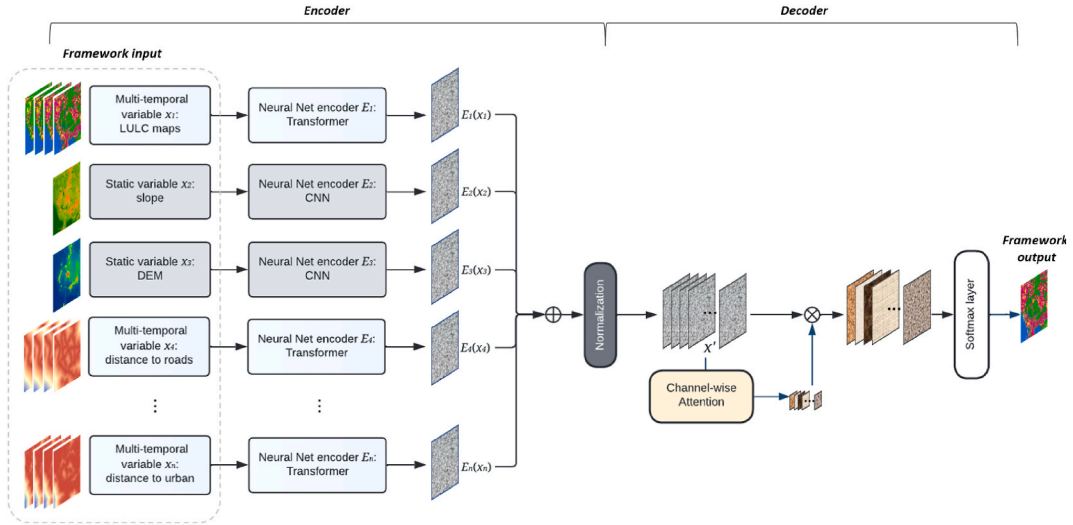 Encoder
Decoder
Framework input
Multi-temporal
variable x₁:
LULC maps
Neural Net encoder E₁:
Transformer
E₁(x₁)
Static variable x₂:
slope
Neural Net encoder E₂:
CNN
E₂(x₂)
Static variable x₃:
DEM
Neural Net encoder E₃:
CNN
E₃(x₃)
Multi-temporal
variable x₄:
distance to roads
Neural Net encoder E₄:
Transformer
E₄(x₄)
⋮
⋮
Multi-temporal
variable xₙ:
distance to urban
Neural Net encoder Eₙ:
Transformer
Eₙ(xₙ)
⊕
Normalization
...
X'
Channel-wise
Attention
...
⊗
...
Softmax layer
Framework
output